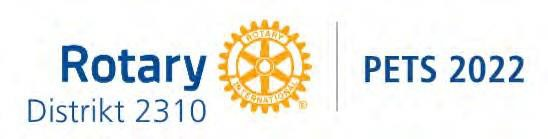 Rotary
Distrikt 2310
ROTARY
INTERNATIONAL
®
PETS 2022